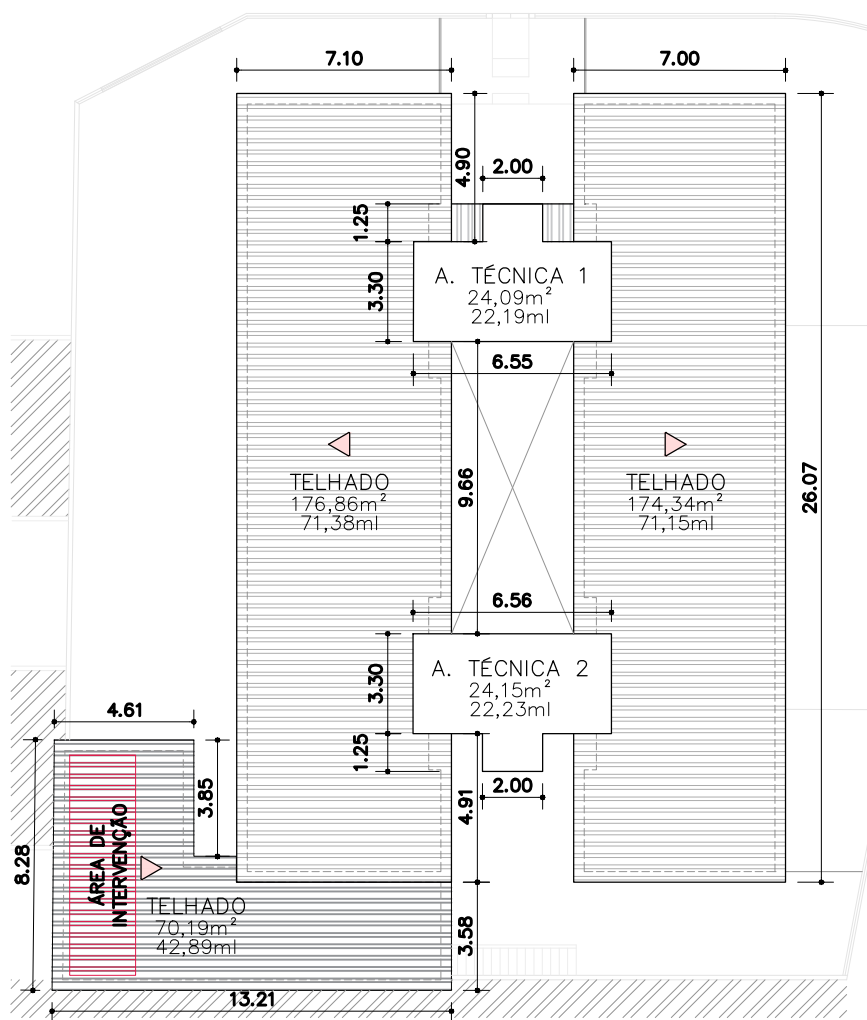 7.10
7.00
4.90
2.00
1.25
3.30
A. TÉCNICA 1
24,09m²
22,19ml
6.55
9.66
TELHADO
176,86m²
71,38ml
TELHADO
174,34m²
71,15ml
26.07
6.56
3.30
A. TÉCNICA 2
24,15m²
22,23ml
1.25
2.00
4.91
4.61
3.85
8.28
ÁREA DE
INTERVENÇÃO
TELHADO
70,19m²
42,89ml
3.58
13.21